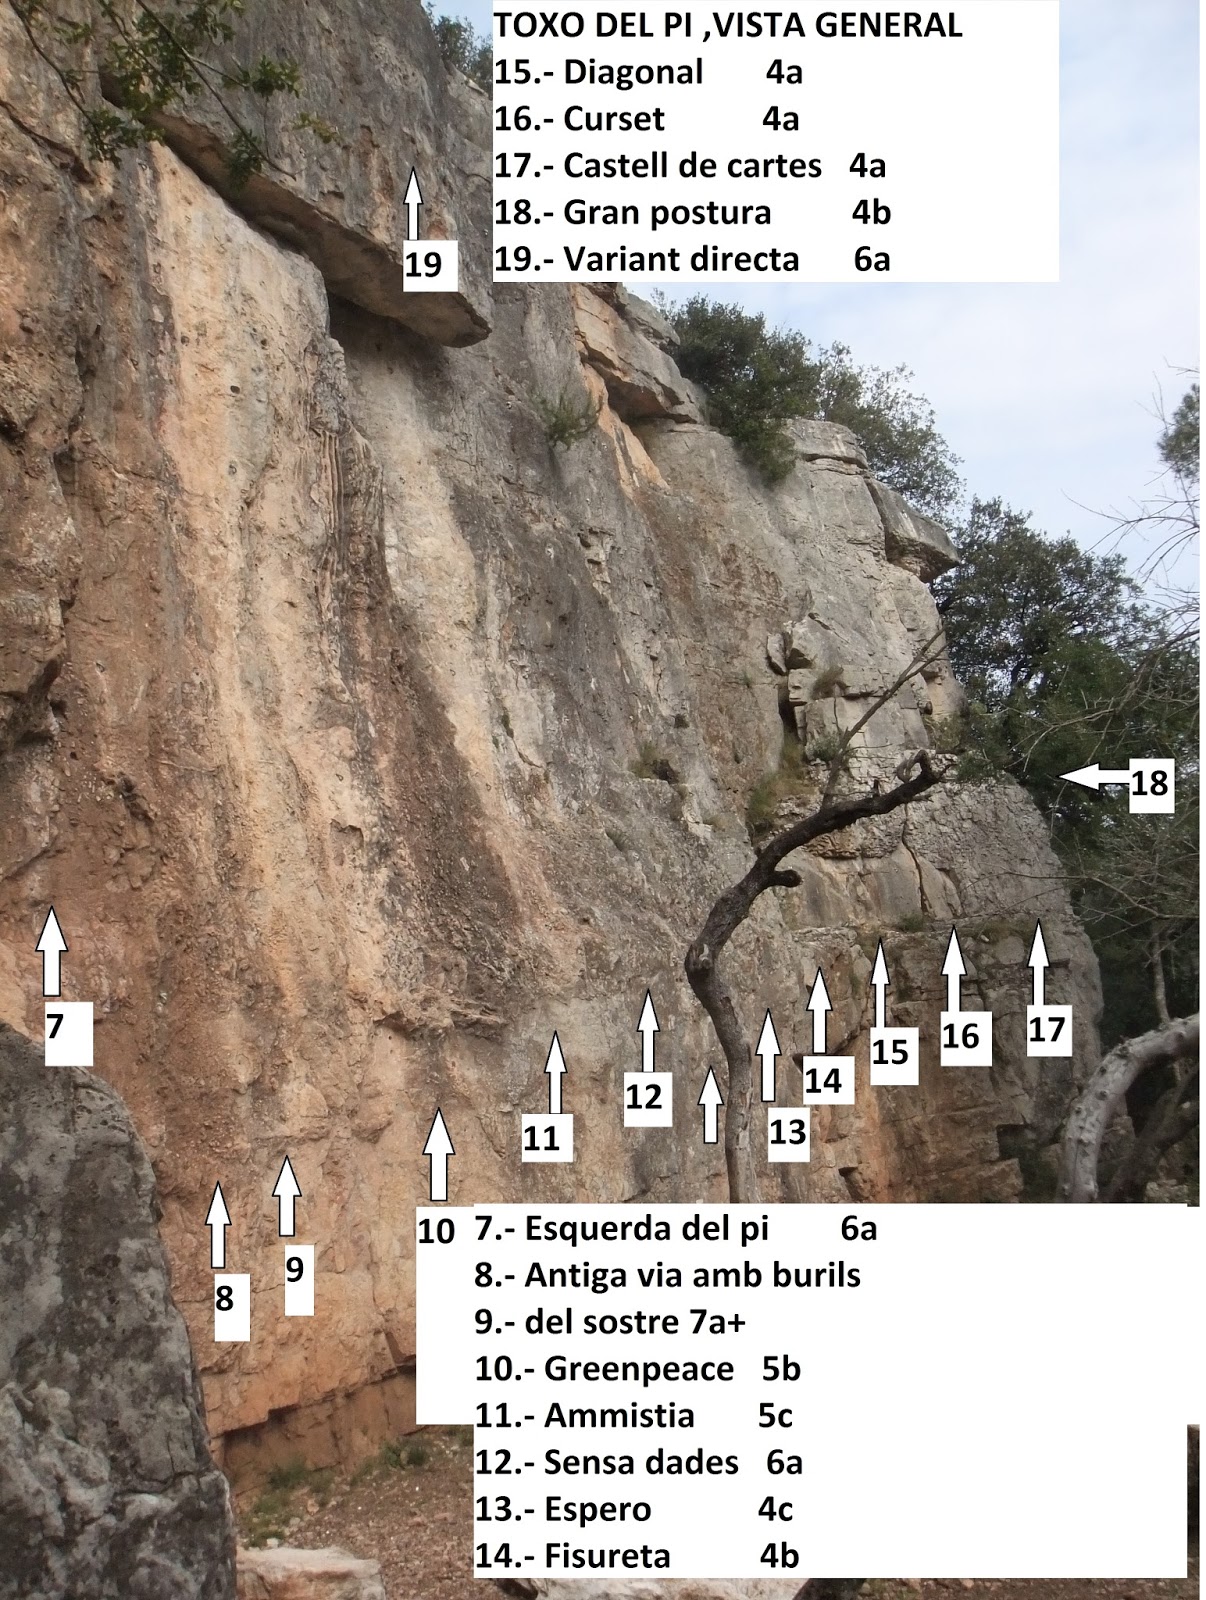 TOXO DEL PI ,VISTA GENERAL
15.- Diagonal 4a
16.- Curset 4a
17.- Castell de cartes 4a
18.- Gran postura 4b
19.- Variant directa 6a
19
18
7
8
9
10
11
12
13
14
15
16
17
7.- Esquerda del pi 6a
8.- Antiga via amb burils
9.- del sostre 7a+
10.- Greenpeace 5b
11.- Ammistia 5c
12.- Sensa dades 6a
13.- Espero 4c
14.- Fisureta 4b